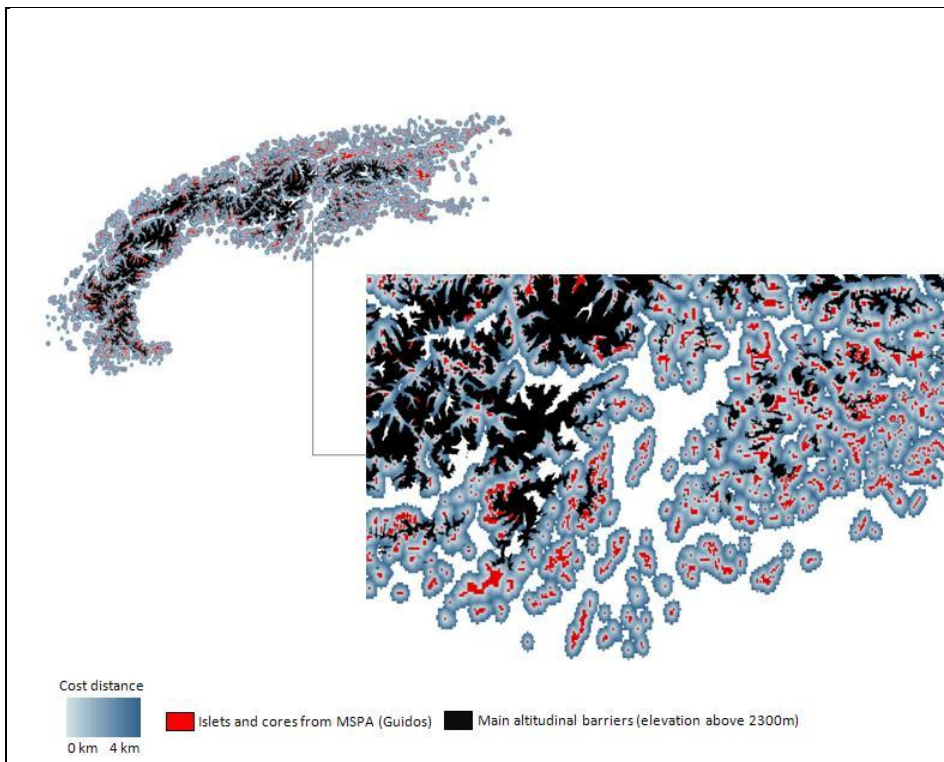 Cost distance
0 km 4 km
Islets and cores from MSPA (Guidos)
Main altitudinal barriers (elevation above 2300m)